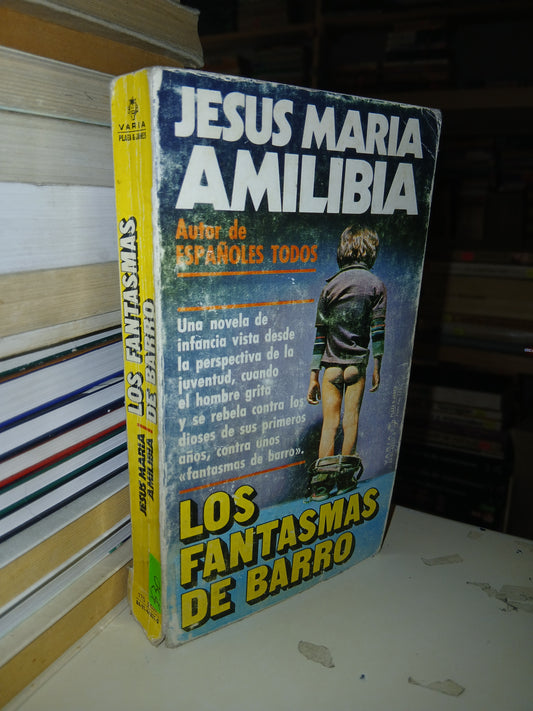 JESUS MARIA
AMILIBIA
Autor de
ESPAÑOLES TODOS
Una novela de
infancia vista desde
la perspectiva de la
juventud, cuando
el hombre grita
y se rebela contra los
dioses de sus primeros
años, contra unos
«fantasmas de barro».
LOS
FANTASMAS
DE BARRO
VARIA
PLAZA & JANES
LOS FANTASMAS
DE BARRO
JESUS MARIA
AMILIBIA